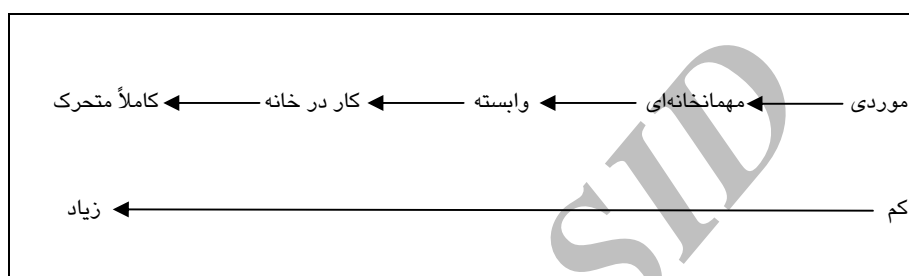 موردی مهمانخانه‌ای وابسته کار در خانه کاملاً متحرک
کم زیاد
SID